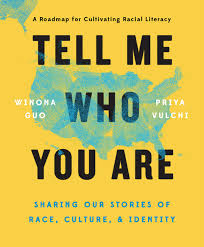 A Roadmap for Cultivating Racial Literacy
TELL ME
WINONA GUO
WHO
PRIYA VULCHI
YOU ARE
SHARING OUR STORIES OF
RACE, CULTURE, & IDENTITY